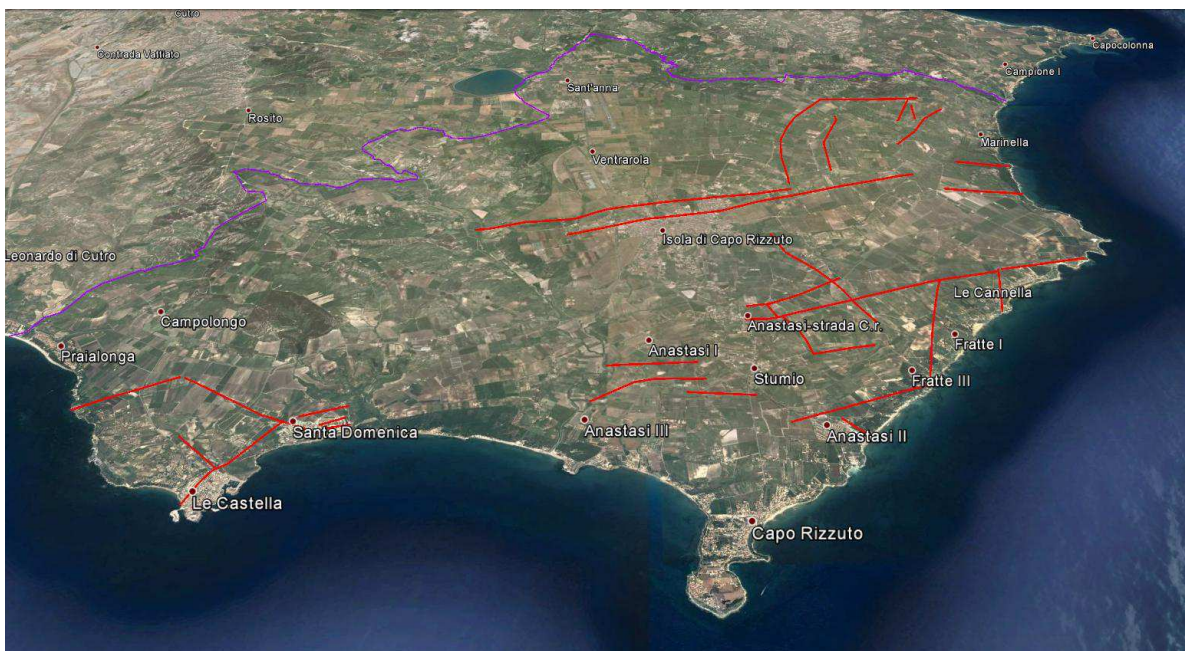 Cutro
Capocolonna
Contrada Vattiato
Campione I
Sant'anna
Rosito
Marinella
Ventrarola
Isola di Capo Rizzuto
Leonardo di Cutro
Le Cannella
Campolongo
Anastasi-strada C.r.
Fratte I
Praialonga
Anastasi I
Stumio
Fratte III
Santa Domenica
Anastasi III
Anastasi II
Le Castella
Capo Rizzuto